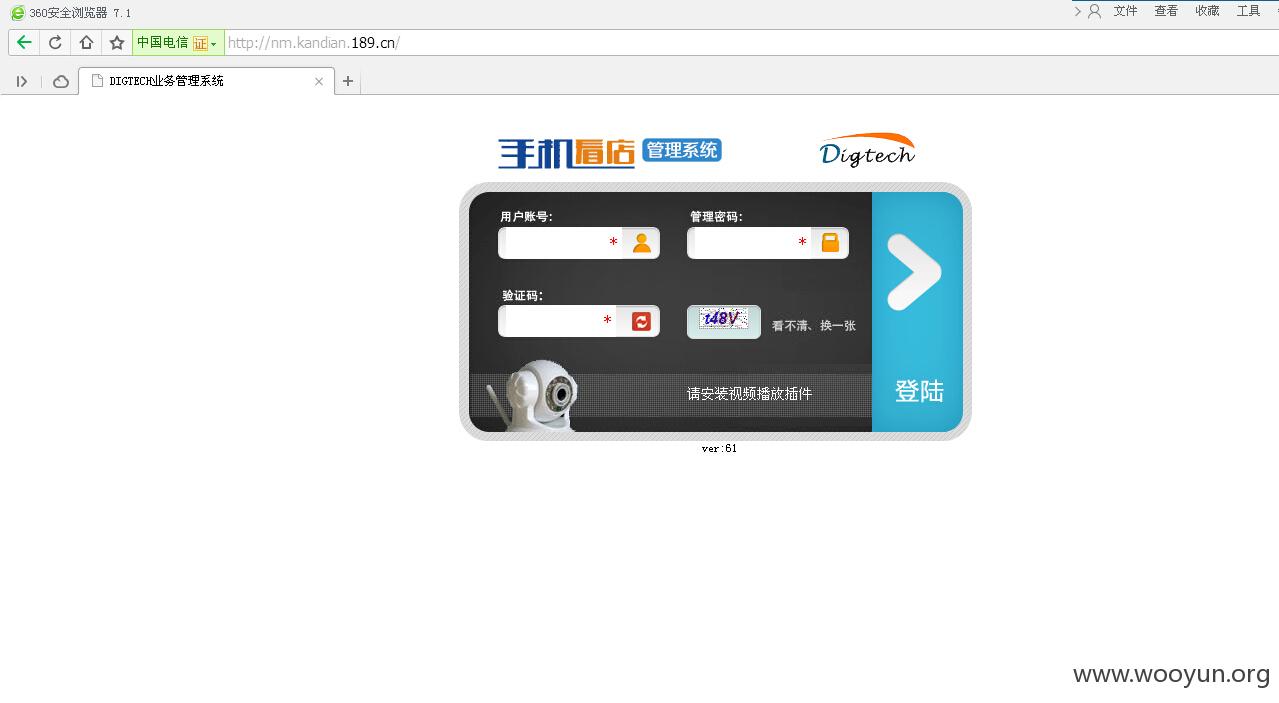 360安全浏览器 7.1
文件 查看 收藏 工具
中国电信 证 http://nm.kandian.189.cn/
DIGTECH业务管理系统
手机看店 管理系统 Digtech
用户账号: 管理密码:
* *
验证码:
* t48V 看不清、换一张
请安装视频播放插件 登陆
ver:61
www.wooyun.org